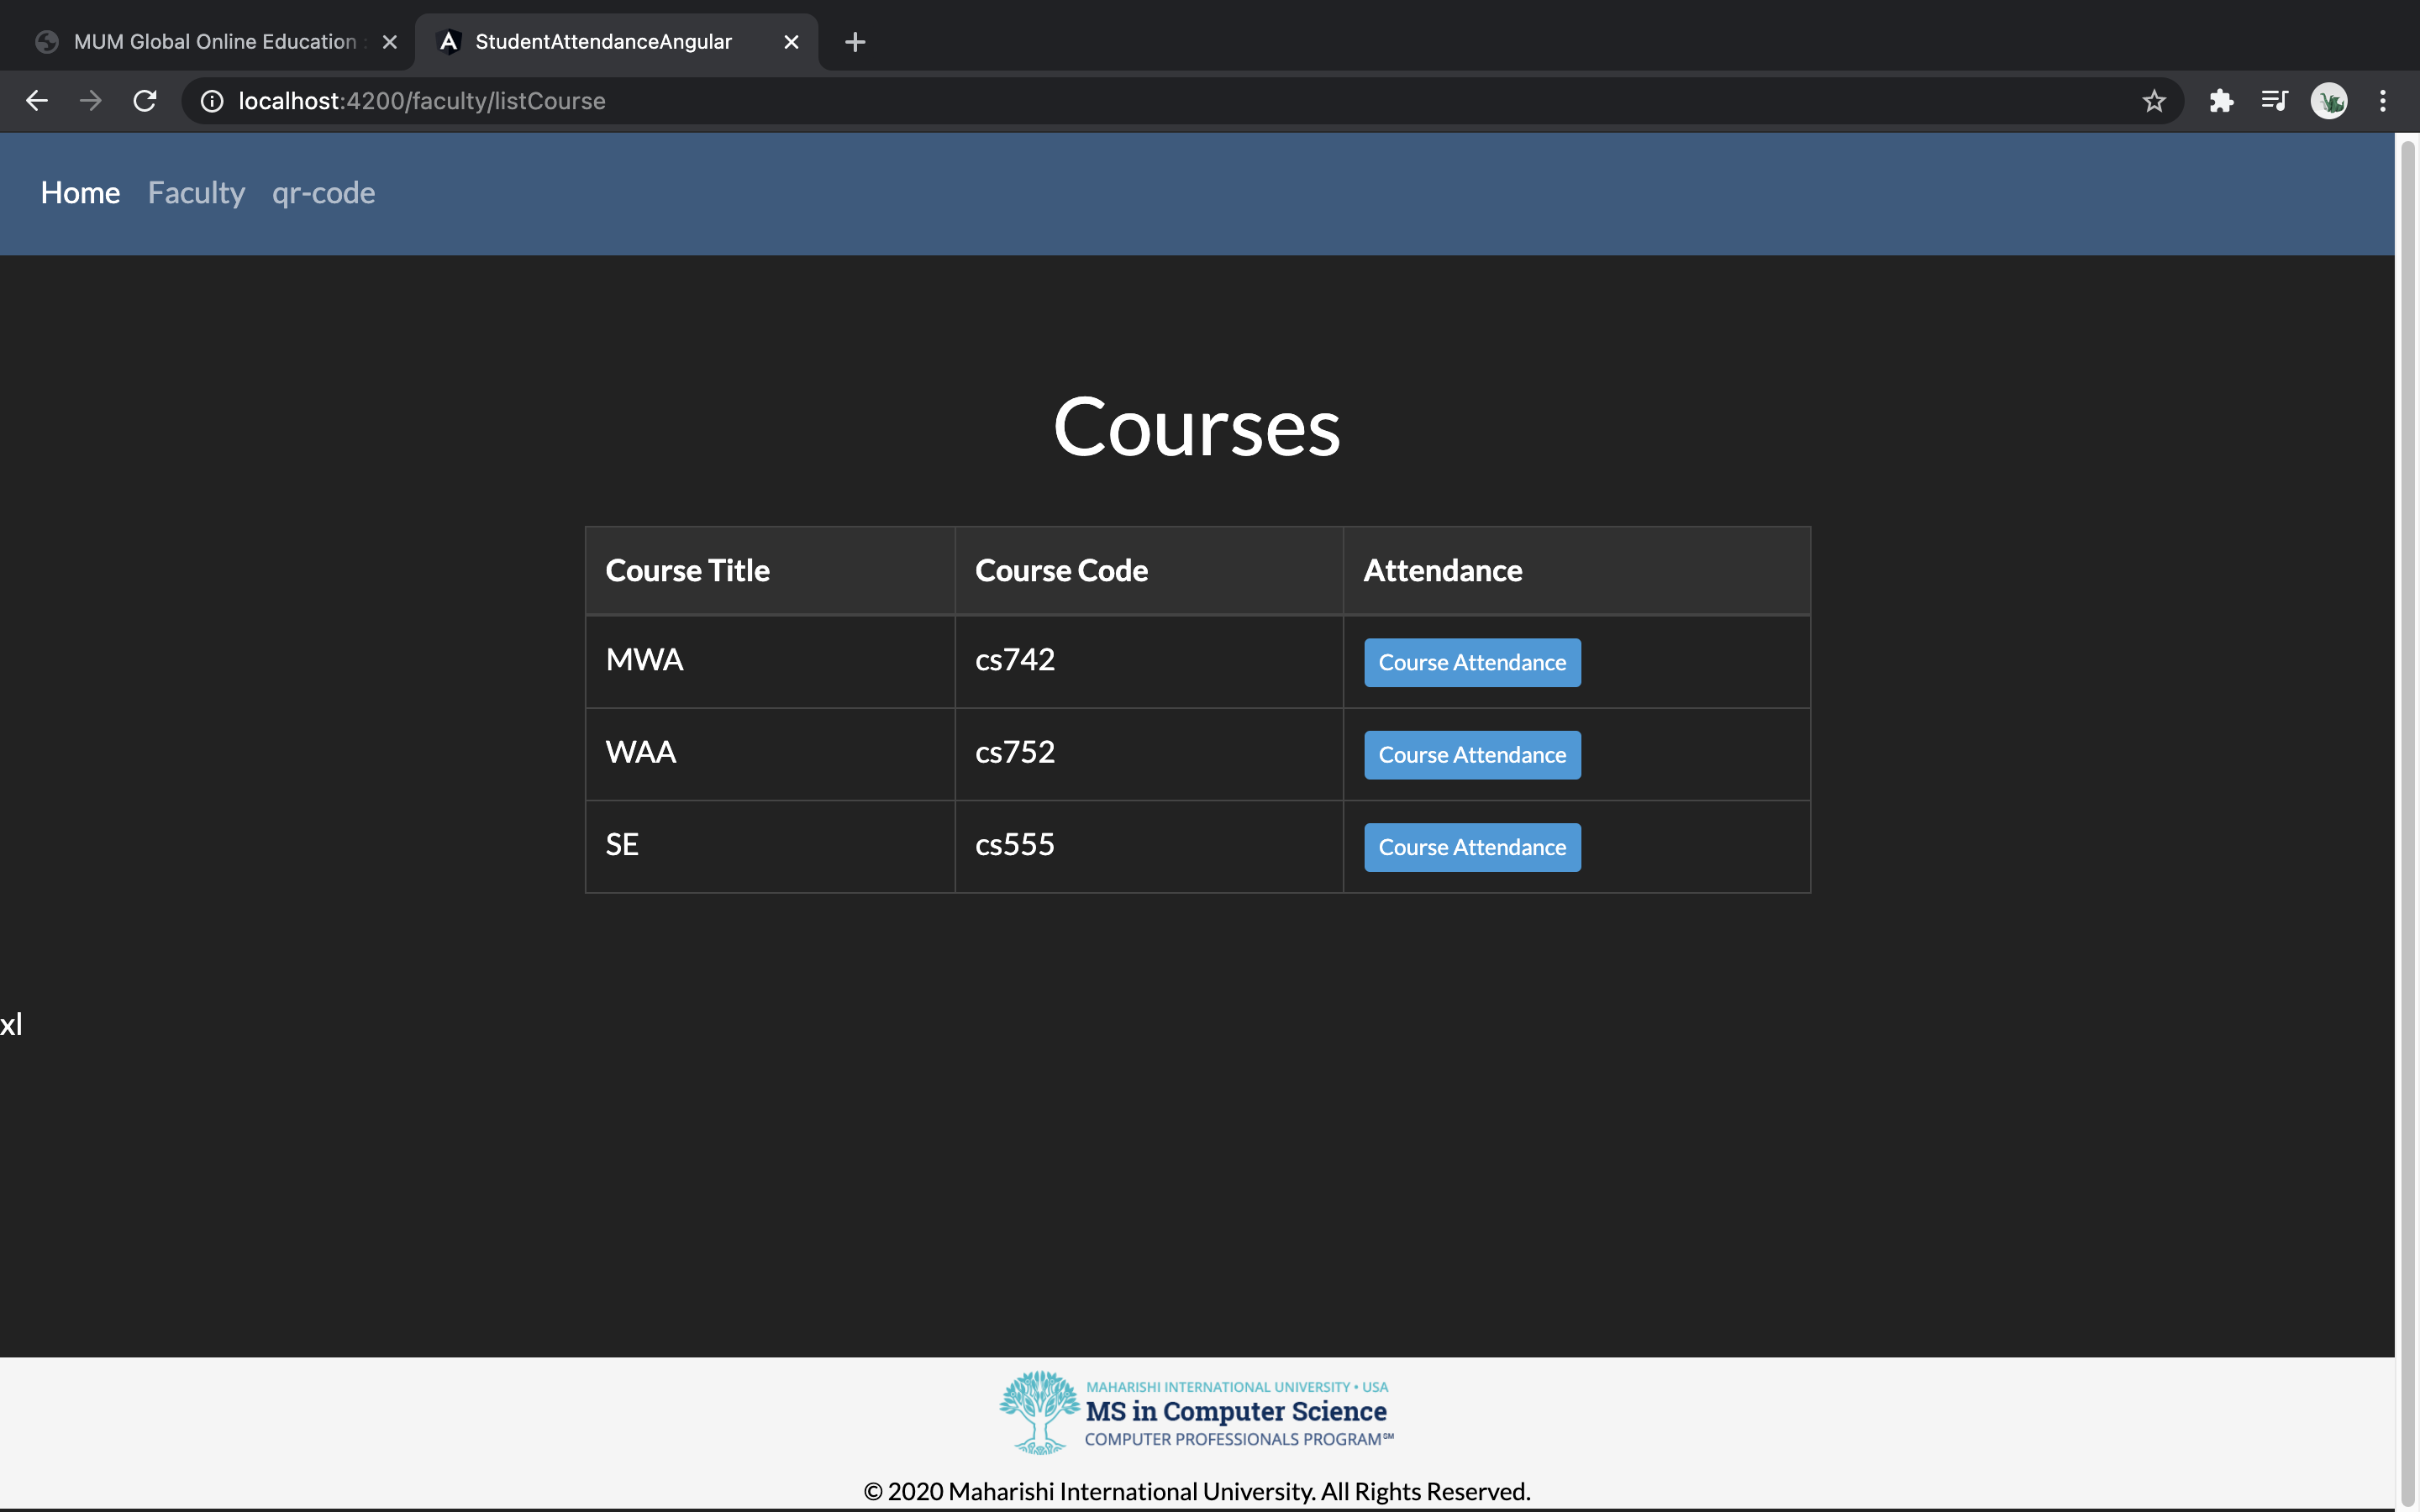 MUM Global Online Education
StudentAttendanceAngular
localhost:4200/faculty/listCourse
Home Faculty qr-code
Courses
Course Title Course Code Attendance
MWA cs742 Course Attendance
WAA cs752 Course Attendance
SE cs555 Course Attendance
xl
MAHARISHI INTERNATIONAL UNIVERSITY • USA
MS in Computer Science
COMPUTER PROFESSIONALS PROGRAM℠
© 2020 Maharishi International University. All Rights Reserved.